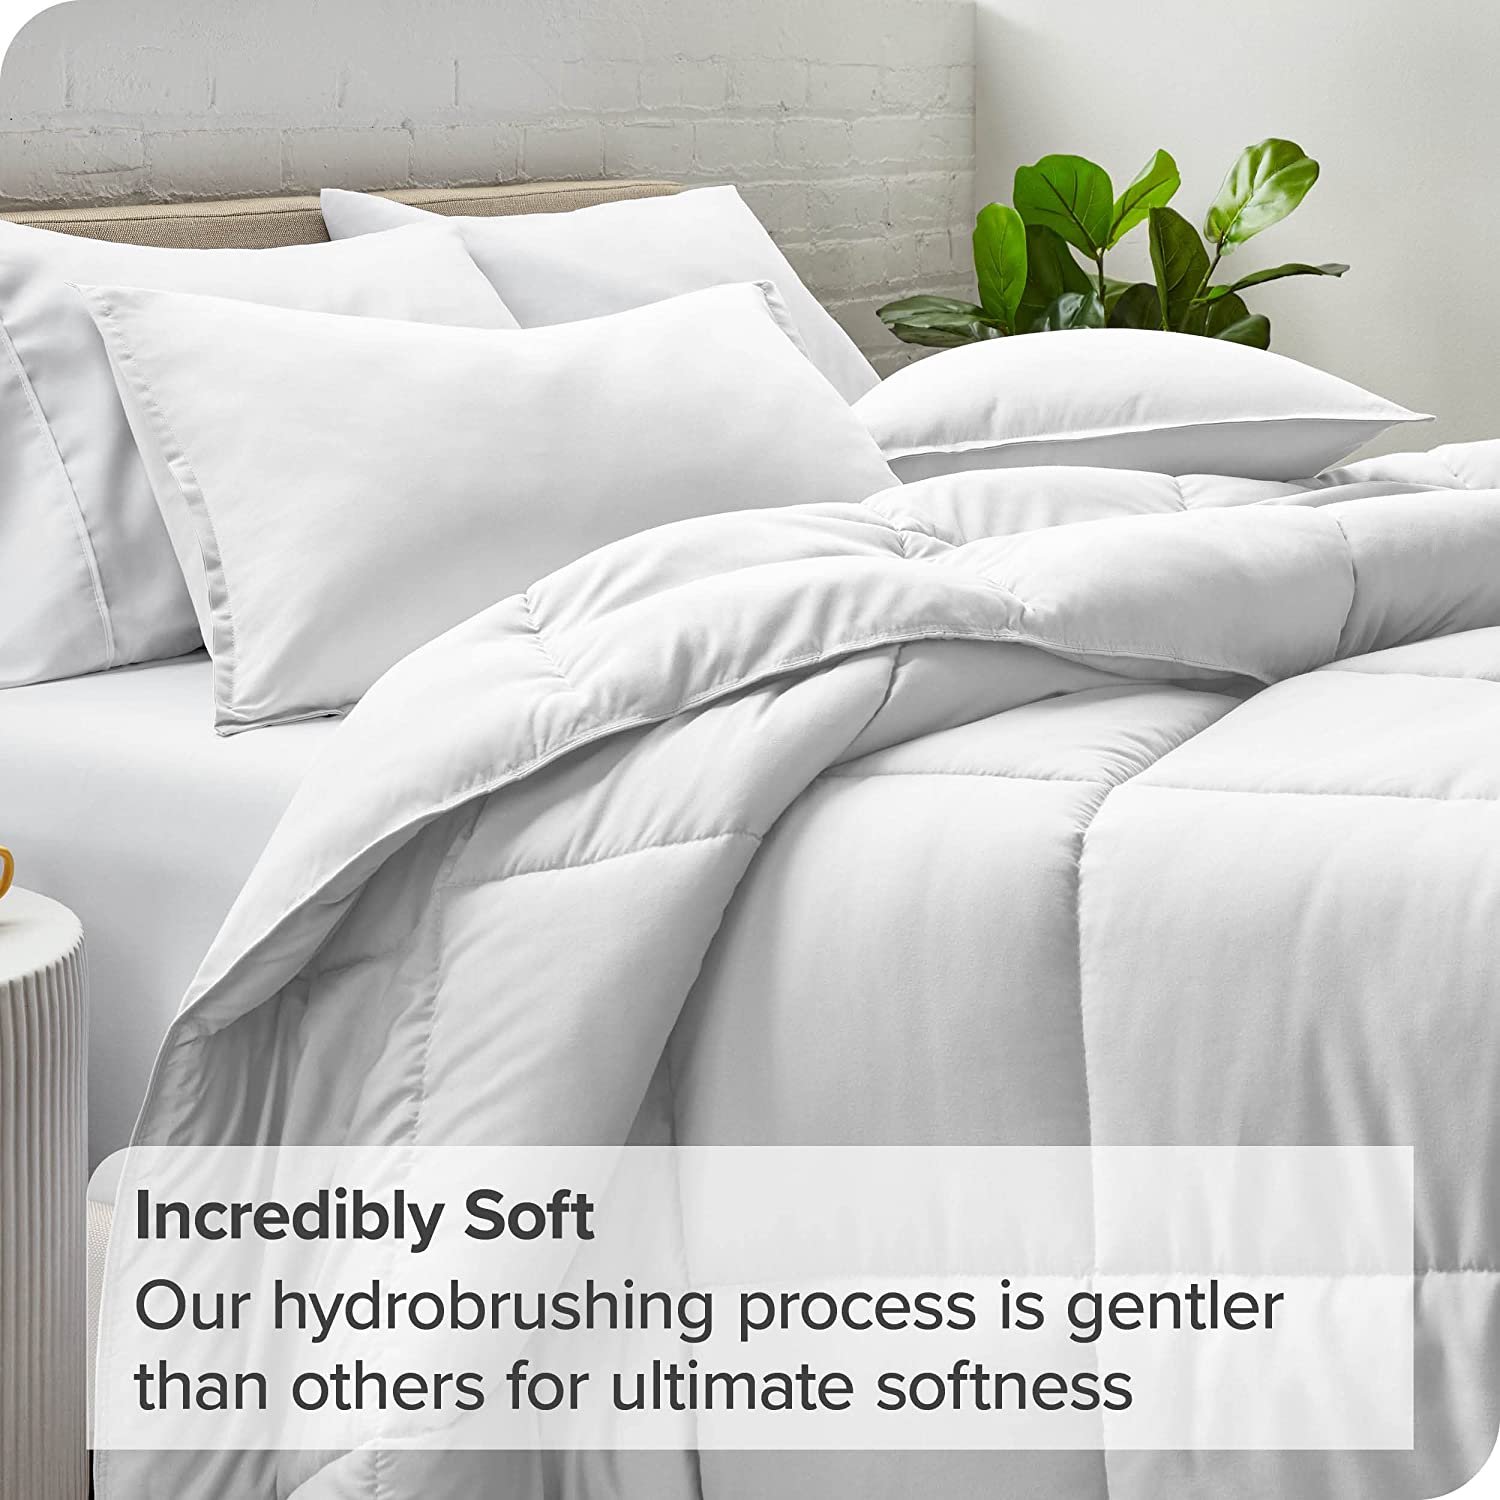 Incredibly Soft
Our hydrobrushing process is gentler
than others for ultimate softness